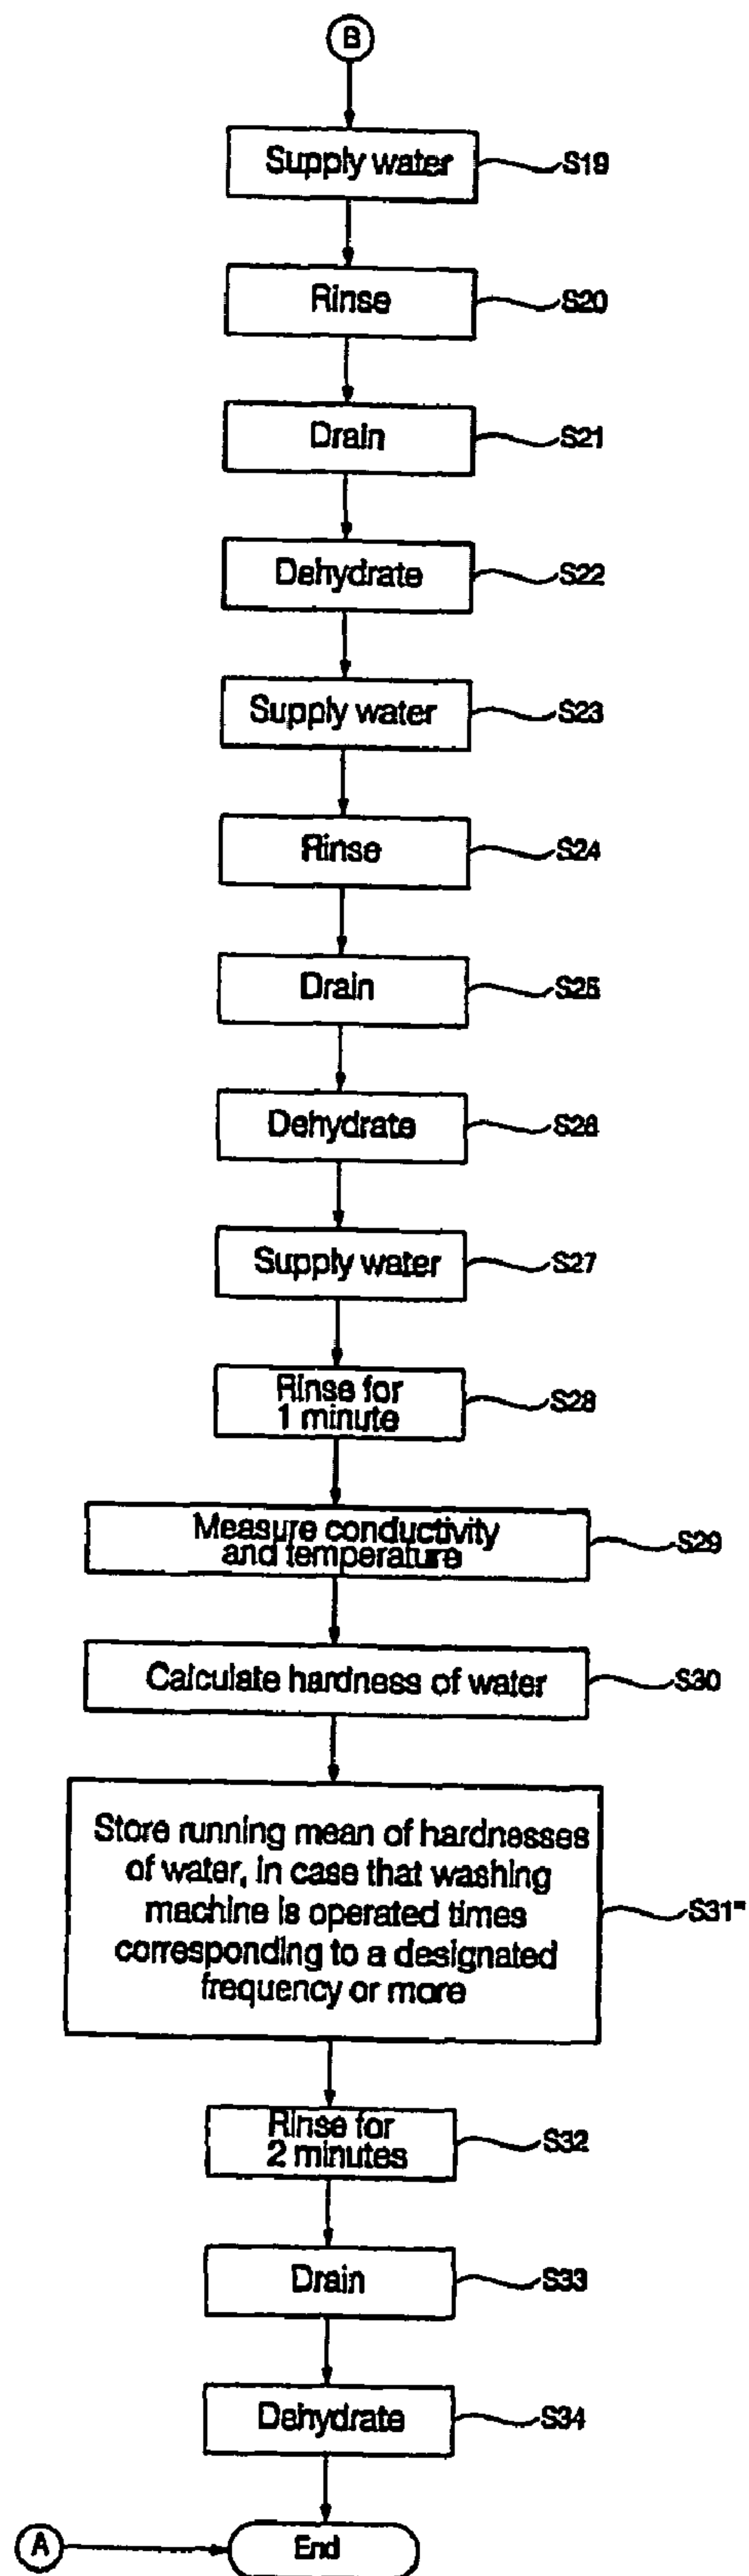 B
Supply water
S19
Rinse
S20
Drain
S21
Dehydrate
S22
Supply water
S23
Rinse
S24
Drain
S25
Dehydrate
S26
Supply water
S27
Rinse for
1 minute
S28
Measure conductivity
and temperature
S29
Calculate hardness of water
S30
Store running mean of hardnesses
of water, in case that washing
machine is operated times
corresponding to a designated
frequency or more
S31"
Rinse for
2 minutes
S32
Drain
S33
Dehydrate
S34
A
End